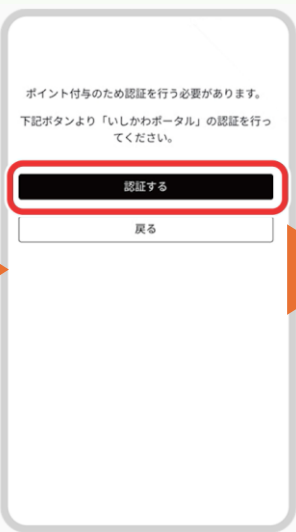 ポイント付与のため認証を行う必要があります。
下記ボタンより「いしかわポータル」の認証を行っ
てください。
認証する
戻る